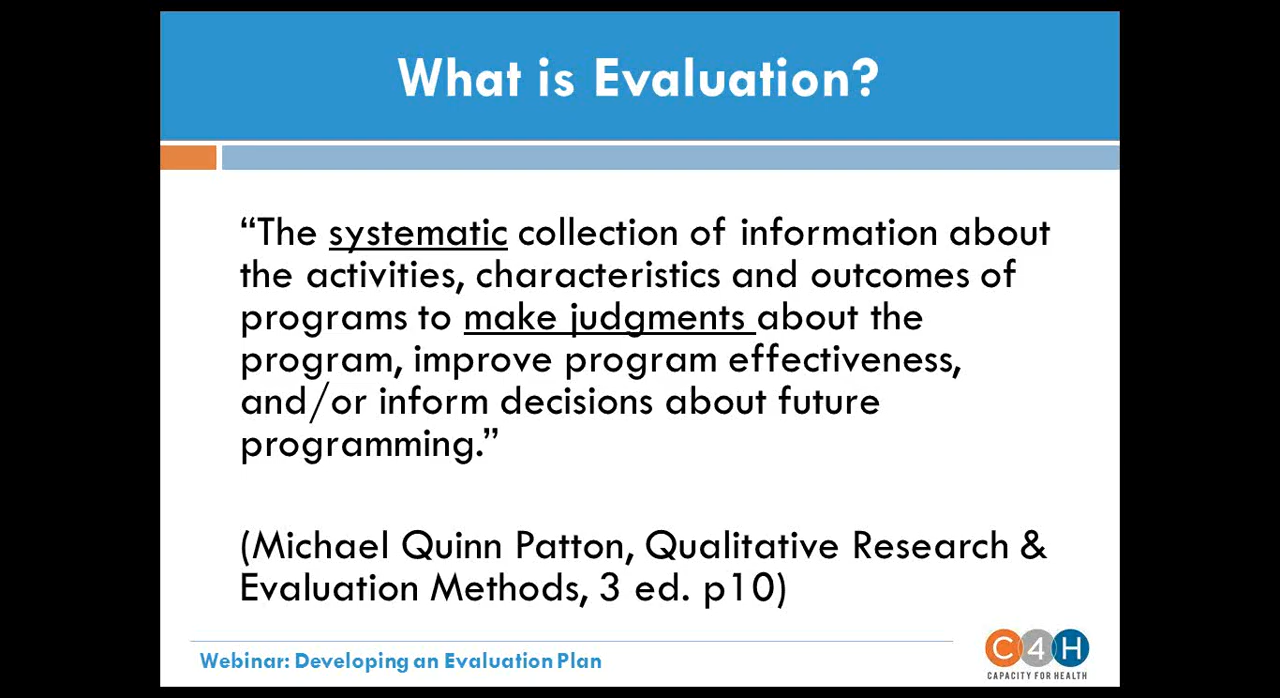 What is Evaluation?
“The systematic collection of information about
the activities, characteristics and outcomes of
programs to make judgments about the
program, improve program effectiveness,
and/or inform decisions about future
programming.”
(Michael Quinn Patton, Qualitative Research &
Evaluation Methods, 3 ed. p10)
Webinar: Developing an Evaluation Plan
C4H
CAPACITY FOR HEALTH